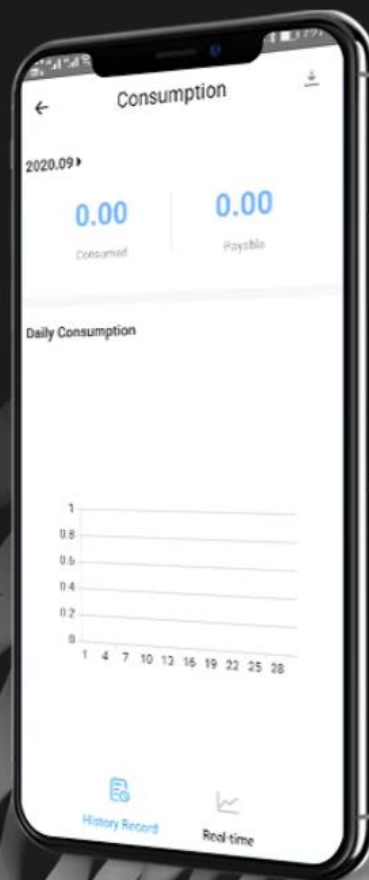 Consumption
2020.09
0.00 0.00
Consumed Payable
Daily Consumption
1
0.8
0.6
0.4
0.2
0
1 4 7 10 13 16 19 22 25 28
History Record Real-time